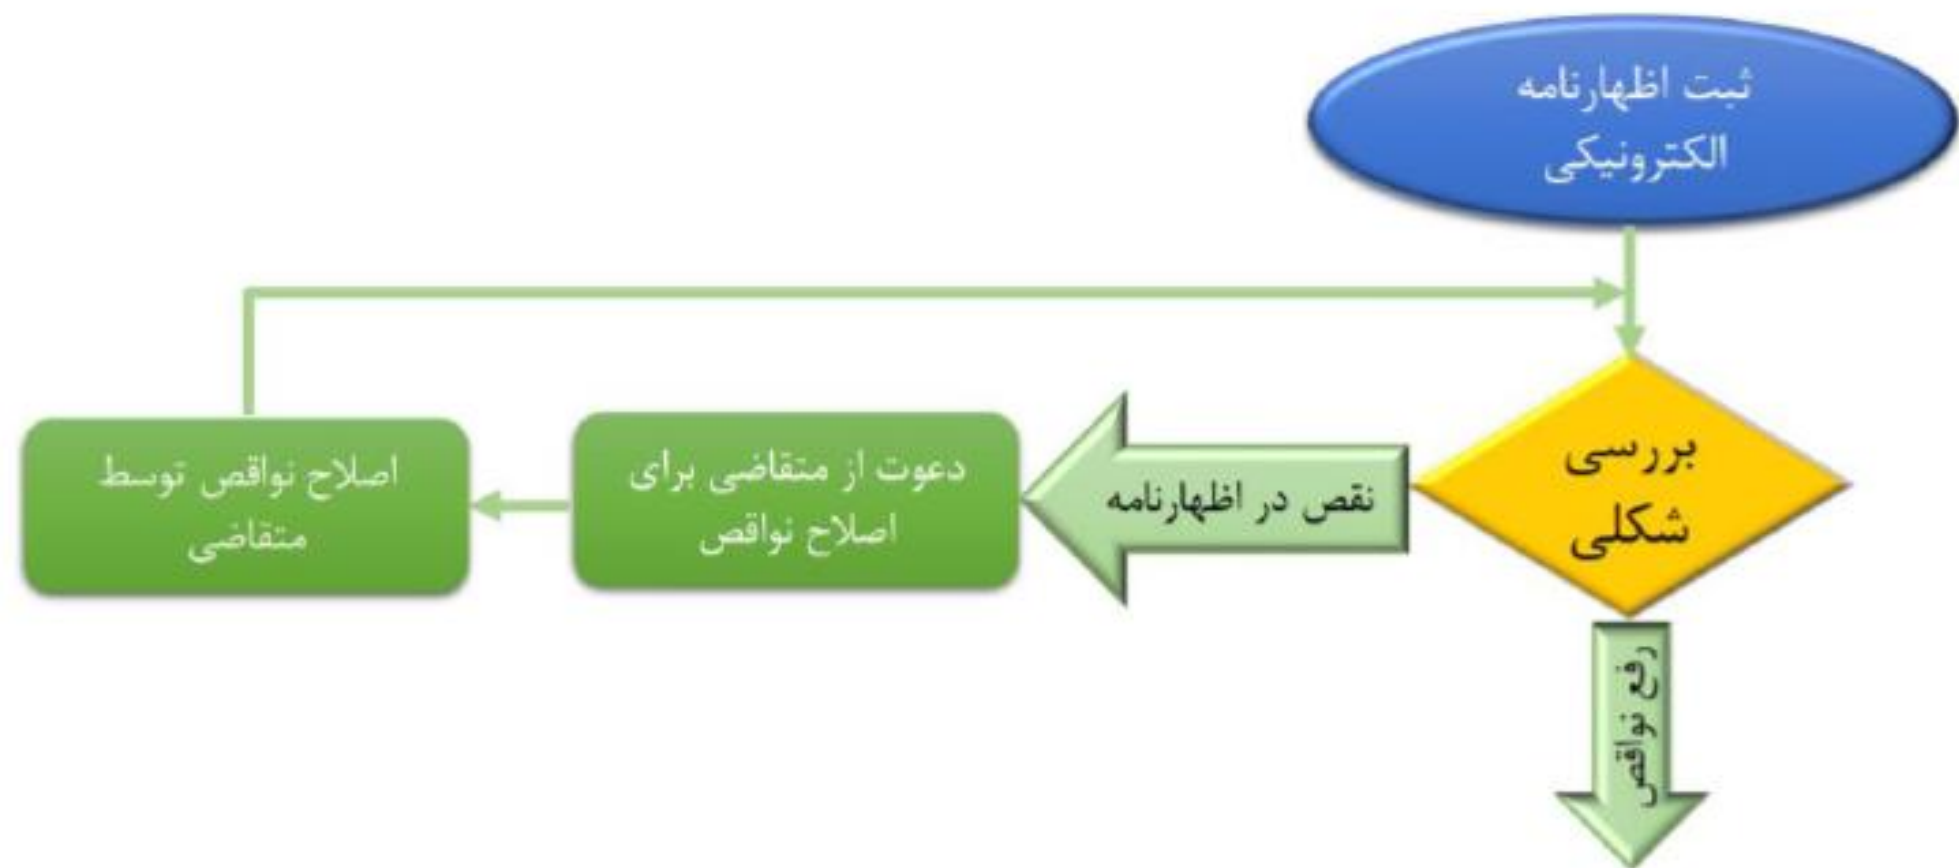 ثبت اظهارنامه
الکترونیکی
بررسی
شکلی
نقص در اظهارنامه
دعوت از متقاضی برای
اصلاح نواقص
اصلاح نواقص توسط
متقاضی
رفع نواقص